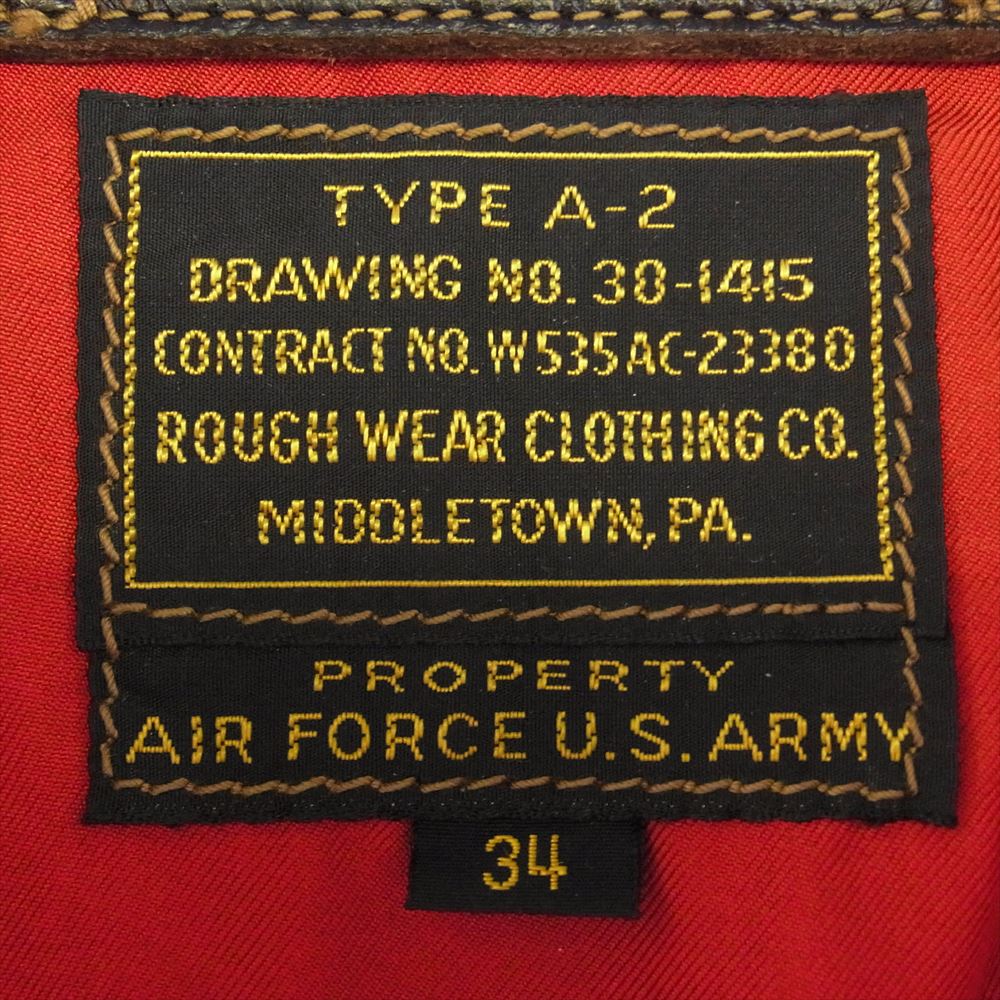 TYPE A-2
DRAWING NO. 30-1415
CONTRACT NO. W535AC-23380
ROUGH WEAR CLOTHING CO.
MIDDLETOWN, PA.
PROPERTY
AIR FORCE U.S. ARMY
34